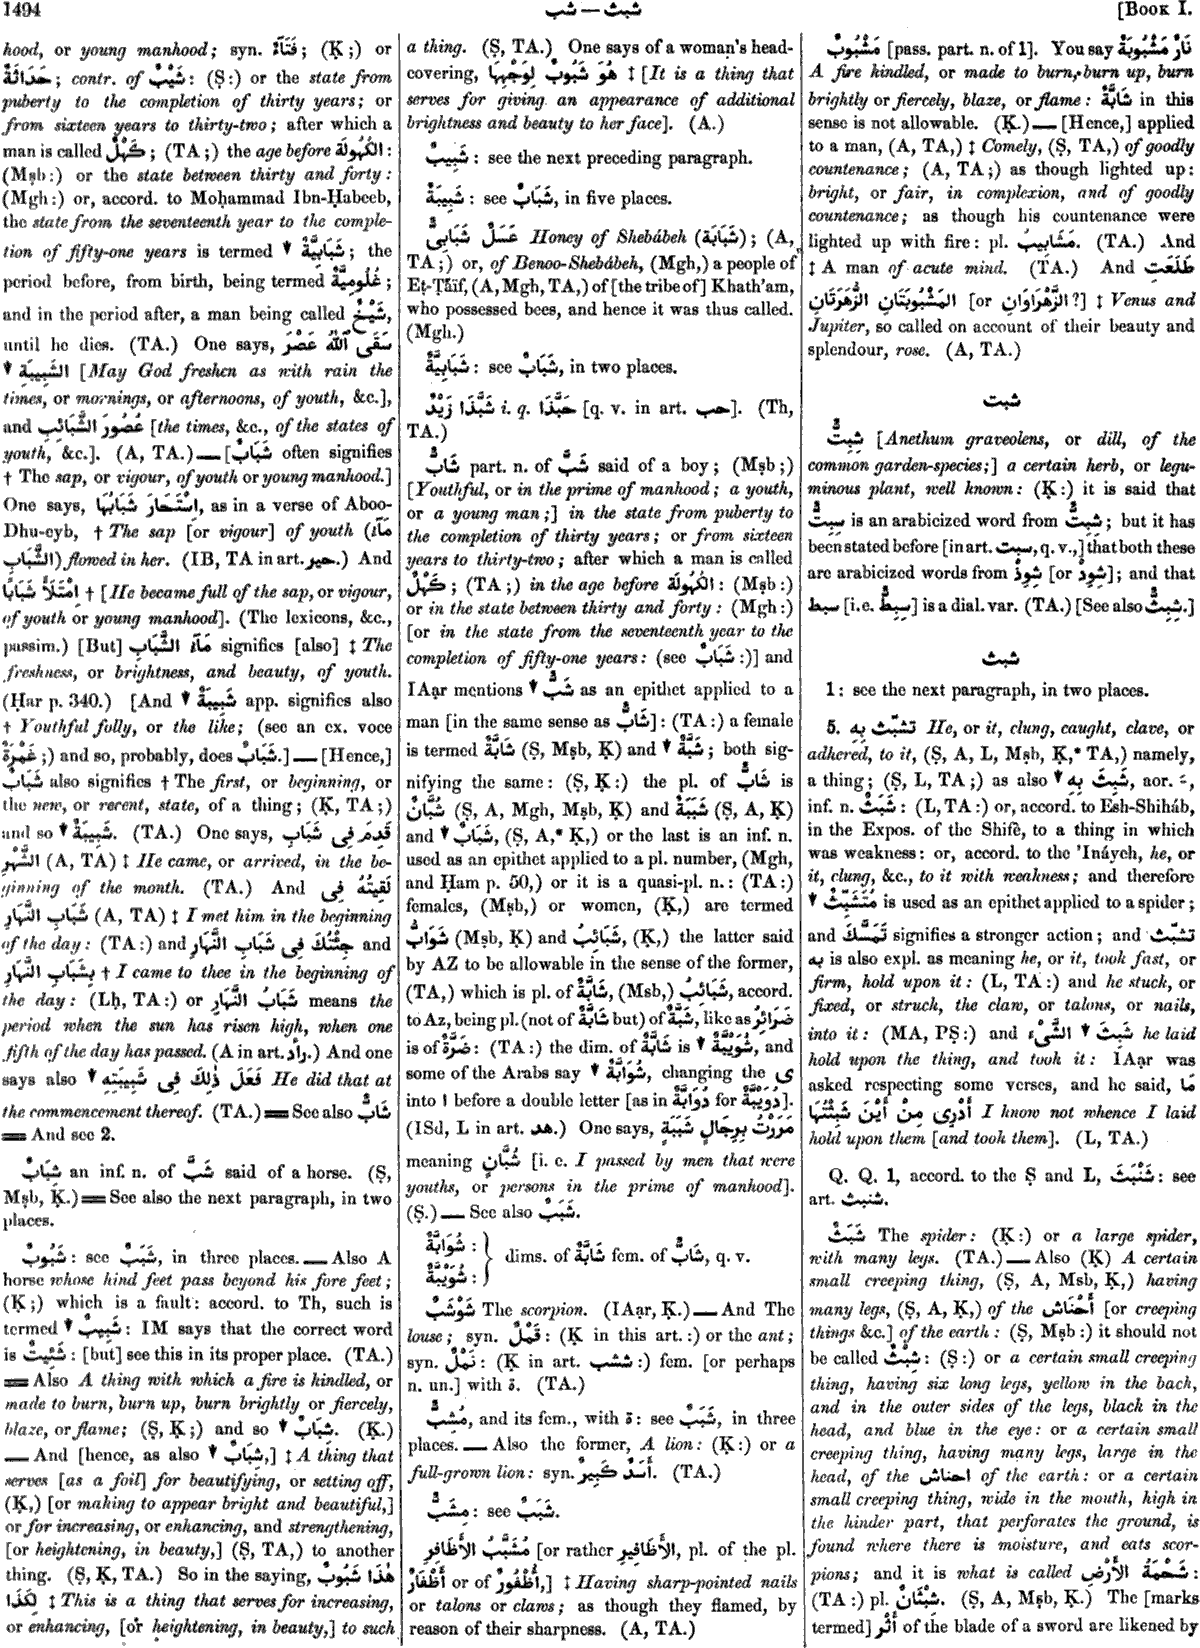 1494
شب — شبث
[BOOK I.
hood, or young manhood; syn. فَتَآءٌ; (Ḳ;) or
حَدَاثَةٌ; contr. of شَيْبٌ: (Ṣ:) or the state from
puberty to the completion of thirty years; or
from sixteen years to thirty-two; after which a
man is called كَهْلٌ; (TA;) the age before الكُهُولَة:
(Mṣb:) or the state between thirty and forty:
(Mgh:) or, accord. to Moḥammad Ibn-Ḥabeeb,
the state from the seventeenth year to the comple-
tion of fifty-one years is termed ▼ شَبَابِيَّةٌ; the
period before, from birth, being termed غُلُومِيَّةٌ;
and in the period after, a man being called شَيْخٌ,
until he dies. (TA.) One says, سَقَى ٱللّٰهُ عَصْرَ
▼ الشَّبِيبَةِ [May God freshen as with rain the
times, or mornings, or afternoons, of youth, &c.],
and عُصُورَ الشَّبَائِبِ [the times, &c., of the states of
youth, &c.]. (A, TA.) — [شَبَابٌ often signifies
† The sap, or vigour, of youth or young manhood.]
One says, اِسْتَحَارَ شَبَابُهَا, as in a verse of Aboo-
Dhu-eyb, † The sap [or vigour] of youth (مَآءُ
الشَّبَابِ) flowed in her. (IB, TA in art. حير.) And
اِمْتَلَأَ شَبَابًا † [He became full of the sap, or vigour,
of youth or young manhood]. (The lexicons, &c.,
passim.) [But] مَآءُ الشَّبَابِ signifies [also] ‡ The
freshness, or brightness, and beauty, of youth.
(Ḥar p. 340.) [And ▼ شَبِيبَةٌ app. signifies also
† Youthful folly, or the like; (see an ex. voce
غَمْرَةٌ;) and so, probably, does شَبَابٌ.] — [Hence,]
شَبَابٌ also signifies † The first, or beginning, or
the new, or recent, state, of a thing; (Ḳ, TA;)
and so ▼ شَبِيبَةٌ. (TA.) One says, قَدِمَ فِى شَبَابِ
الشَّهْرِ (A, TA) ‡ He came, or arrived, in the be-
ginning of the month. (TA.) And لَقِيتُهُ فِى
شَبَابِ النَّهَارِ (A, TA) ‡ I met him in the beginning
of the day: (TA:) and جِئْتُكَ فِى شَبَابِ النَّهَارِ and
بِشَبَابِ النَّهَارِ † I came to thee in the beginning of
the day: (Lḥ, TA:) or شَبَابُ النَّهَارِ means the
period when the sun has risen high, when one
fifth of the day has passed. (A in art. رأد.) And one
says also ▼ فَعَلَ ذٰلِكَ فِى شَبِيبَتِهِ He did that at
the commencement thereof. (TA.) ═ See also شَابٌّ
═ And see 2.
شِبَابٌ an inf. n. of شَبَّ said of a horse. (Ṣ,
Mṣb, Ḳ.) ═ See also the next paragraph, in two
places.
شَبُوبٌ: see شَبَبٌ, in three places. — Also A
horse whose hind feet pass beyond his fore feet;
(Ḳ;) which is a fault: accord. to Th, such is
termed ▼ شَبِيبٌ: IM says that the correct word
is شَئِيتٌ: [but] see this in its proper place. (TA.)
═ Also A thing with which a fire is kindled, or
made to burn, burn up, burn brightly or fiercely,
blaze, or flame; (Ṣ, Ḳ;) and so ▼ شِبَابٌ. (Ḳ.)
— And [hence, as also ▼ شِبَابٌ,] ‡ A thing that
serves [as a foil] for beautifying, or setting off,
(Ḳ,) [or making to appear bright and beautiful,]
or for increasing, or enhancing, and strengthening,
[or heightening, in beauty,] (Ṣ, TA,) to another
thing. (Ṣ, Ḳ, TA.) So in the saying, هٰذَا شَبُوبٌ
لِكَذَا ‡ This is a thing that serves for increasing,
or enhancing, [or heightening, in beauty,] to such
a thing. (Ṣ, TA.) One says of a woman's head-
covering, هُوَ شَبُوبٌ لِوَجْهِهَا ‡ [It is a thing that
serves for giving an appearance of additional
brightness and beauty to her face]. (A.)
شَبِيبٌ: see the next preceding paragraph.
شَبِيبَةٌ: see شَبَابٌ, in five places.
عَسَلٌ شَبَابِىٌّ Honey of Shebábeh (شَبَابَة); (A,
TA;) or, of Benoo-Shebábeh, (Mgh,) a people of
Eṭ-Ṭáïf, (A, Mgh, TA,) of [the tribe of] Khath'am,
who possessed bees, and hence it was thus called.
(Mgh.)
شَبَابِيَّةٌ: see شَبَابٌ, in two places.
شَبَّذَا زَيْدٌ i. q. حَبَّذَا [q. v. in art. حب]. (Th,
TA.)
شَابٌّ part. n. of شَبَّ said of a boy; (Mṣb;)
[Youthful, or in the prime of manhood; a youth,
or a young man;] in the state from puberty to
the completion of thirty years; or from sixteen
years to thirty-two; after which a man is called
كَهْلٌ; (TA;) in the age before الكُهُولَة: (Mṣb:)
or in the state between thirty and forty: (Mgh:)
[or in the state from the seventeenth year to the
completion of fifty-one years: (see شَبَابٌ:)] and
IAạr mentions ▼ شَبٌّ as an epithet applied to a
man [in the same sense as شَابٌّ]: (TA:) a female
is termed شَابَّةٌ (Ṣ, Mṣb, Ḳ) and ▼ شَبَّةٌ; both sig-
nifying the same: (Ṣ, Ḳ:) the pl. of شَابٌّ is
شُبَّانٌ (Ṣ, A, Mgh, Mṣb, Ḳ) and شَبَبَةٌ (Ṣ, A, Ḳ)
and ▼ شَبَابٌ, (Ṣ, A,* Ḳ,) or the last is an inf. n.
used as an epithet applied to a pl. number, (Mgh,
and Ḥam p. 50,) or it is a quasi-pl. n.: (TA:)
females, (Mṣb,) or women, (Ḳ,) are termed
شَوَابُّ (Mṣb, Ḳ) and شَبَائِبُ, (Ḳ,) the latter said
by AZ to be allowable in the sense of the former,
(TA,) which is pl. of شَابَّةٌ, (Mṣb,) شَبَائِبُ, accord.
to Az, being pl. (not of شَابَّةٌ but) of شَبَّةٌ, like as ضَرَائِرُ
is of ضَرَّةٌ: (TA:) the dim. of شَابَّةٌ is ▼ شُوَيْبَّةٌ, and
some of the Arabs say ▼ شُوَابَّةٌ, changing the ى
into ا before a double letter [as in دُوَابَّةٌ for دُوَيْبَّةٌ].
(ISd, L in art. هد.) One says, مَرَرْتُ بِرِجَالٍ شَبَبَةٍ
meaning شُبَّانٍ [i. e. I passed by men that were
youths, or persons in the prime of manhood].
(Ṣ.) — See also شَبَبٌ.
شُوَابَّةٌ:
شُوَيْبَّةٌ: } dims. of شَابَّةٌ fem. of شَابٌّ, q. v.
شَوْشَبٌ The scorpion. (IAạr, Ḳ.) — And The
louse; syn. قَمْلٌ: (Ḳ in this art.:) or the ant;
syn. نَمْلٌ: (Ḳ in art. ششب:) fem. [or perhaps
n. un.] with ة. (TA.)
مُشِبٌّ, and its fem., with ة: see شَبَبٌ, in three
places. — Also the former, A lion: (Ḳ:) or a
full-grown lion: syn. أَسَدٌ كَبِيرٌ. (TA.)
مِشَبٌّ: see شَبَبٌ.
مُشَبَّبُ الأَظَافِرِ [or rather الأَظَافِيرِ, pl. of the pl.
أَظْفَارٌ or of أُظْفُورٌ,] ‡ Having sharp-pointed nails
or talons or claws; as though they flamed, by
reason of their sharpness. (A, TA.)
مَشْبُوبٌ [pass. part. n. of 1]. You say نَارٌ مَشْبُوبَةٌ
A fire kindled, or made to burn, burn up, burn
brightly or fiercely, blaze, or flame: شَابَّةٌ in this
sense is not allowable. (Ḳ.) — [Hence,] applied
to a man, (A, TA,) ‡ Comely, (Ṣ, TA,) of goodly
countenance; (A, TA;) as though lighted up:
bright, or fair, in complexion, and of goodly
countenance; as though his countenance were
lighted up with fire: pl. مَشَابِيبُ. (TA.) And
‡ A man of acute mind. (TA.) And طَلَعَتِ
المَشْبُوبَتَانِ الزُّهَرَتَانِ [or الزَّهْرَاوَانِ?] ‡ Venus and
Jupiter, so called on account of their beauty and
splendour, rose. (A, TA.)
شبت
شِبِتٌّ [Anethum graveolens, or dill, of the
common garden-species;] a certain herb, or legu-
minous plant, well known: (Ḳ:) it is said that
سِبِتٌّ is an arabicized word from شِبِتٌّ; but it has
been stated before [in art. سبت, q. v.,] that both these
are arabicized words from شِوِذْ [or شِوِدْ]; and that
سبط [i.e. سِبِطٌّ] is a dial. var. (TA.) [See also شِبِثٌّ.]
شبث
1: see the next paragraph, in two places.
5. تشبّث بِهِ He, or it, clung, caught, clave, or
adhered, to it, (Ṣ, A, L, Mṣb, Ḳ,* TA,) namely,
a thing; (Ṣ, L, TA;) as also ▼ شَبِثَ بِهِ, aor. ـَ,
inf. n. شَبَثٌ: (L, TA:) or, accord. to Esh-Shiháb,
in the Expos. of the Shifè, to a thing in which
was weakness: or, accord. to the 'Ináyeh, he, or
it, clung, &c., to it with weakness; and therefore
▼ مُتَشَبِّثٌ is used as an epithet applied to a spider;
and تَمَسَّكَ signifies a stronger action; and تشبّث
به is also expl. as meaning he, or it, took fast, or
firm, hold upon it: (L, TA:) and he stuck, or
fixed, or struck, the claw, or talons, or nails,
into it: (MA, PṢ:) and ▼ شَبِثَ الشَّىْءَ he laid
hold upon the thing, and took it: IAạr was
asked respecting some verses, and he said, مَا
أَدْرِى مِنْ أَيْنَ شَبِثْتُهَا I know not whence I laid
hold upon them [and took them]. (L, TA.)
Q. Q. 1, accord. to the Ṣ and L, شَنْبَثَ: see
art. شنبث.
شَبَثٌ The spider: (Ḳ:) or a large spider,
with many legs. (TA.) — Also (Ḳ) A certain
small creeping thing, (Ṣ, A, Msb, Ḳ,) having
many legs, (Ṣ, A, Ḳ,) of the أَحْنَاش [or creeping
things &c.] of the earth: (Ṣ, Mṣb:) it should not
be called شِبْثٌ: (Ṣ:) or a certain small creeping
thing, having six long legs, yellow in the back,
and in the outer sides of the legs, black in the
head, and blue in the eye: or a certain small
creeping thing, having many legs, large in the
head, of the احناش of the earth: or a certain
small creeping thing, wide in the mouth, high in
the hinder part, that perforates the ground, is
found where there is moisture, and eats scor-
pions; and it is what is called شَحْمَةُ الأَرْضِ:
(TA:) pl. شِبْثَانٌ. (Ṣ, A, Mṣb, Ḳ.) The [marks
termed] أَثْر of the blade of a sword are likened by